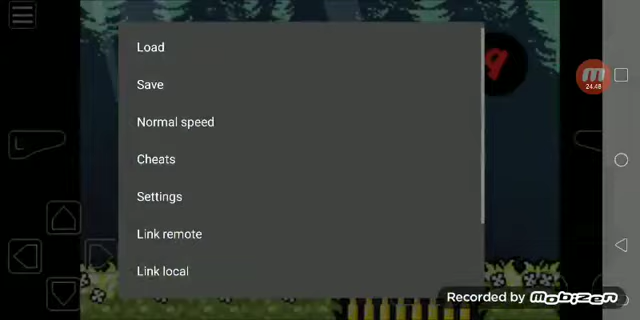 Load
Save
Normal speed
Cheats
Settings
Link remote
Link local
L
24:48
Recorded by Mobizen